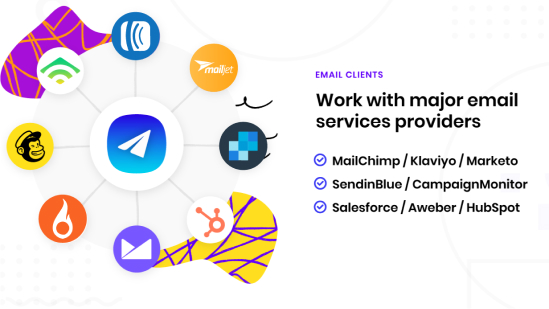 mailjet
EMAIL CLIENTS
Work with major email
services providers
MailChimp / Klaviyo / Marketo
SendinBlue / CampaignMonitor
Salesforce / Aweber / HubSpot